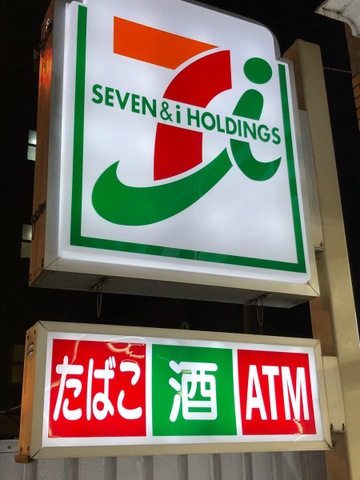 SEVEN & i HOLDINGS
たばこ 酒 ATM